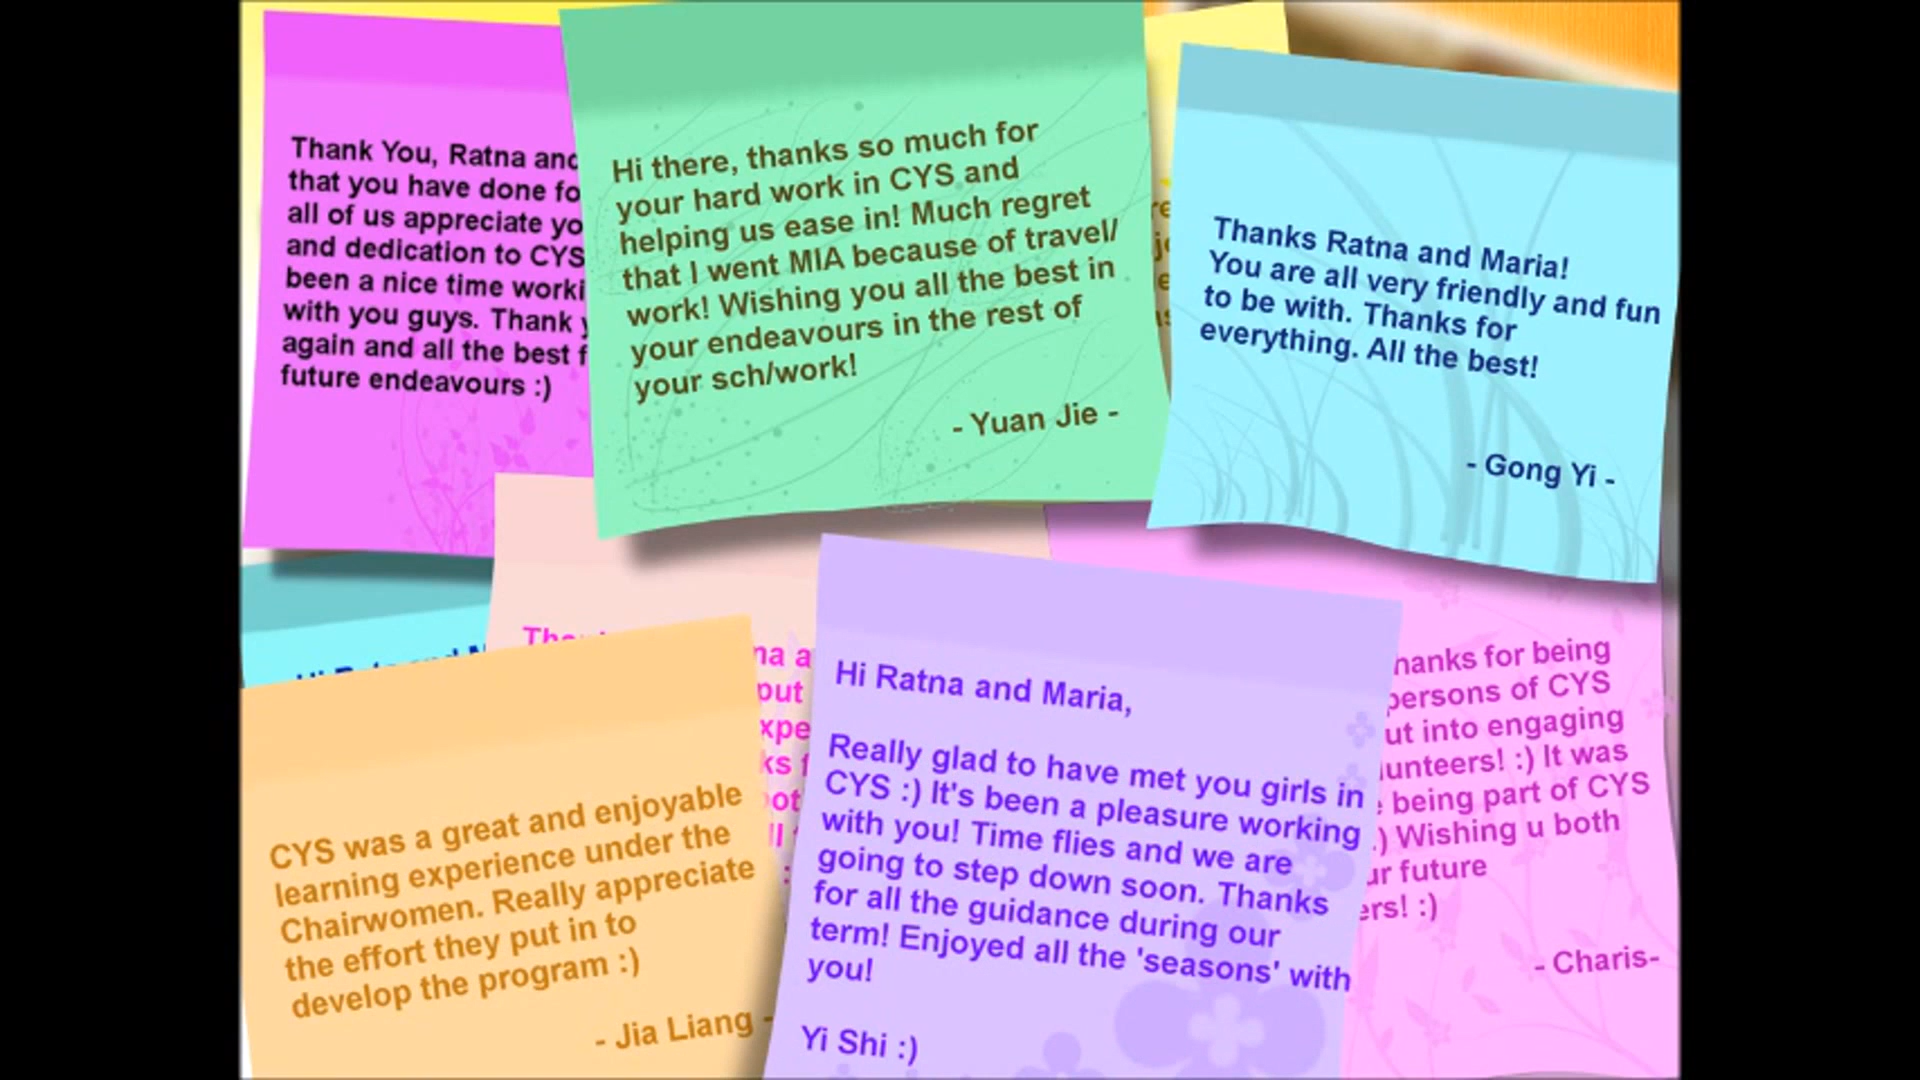 Thank You, Ratna and
that you have done fo
all of us appreciate yo
and dedication to CYS
been a nice time worki
with you guys. Thank
again and all the best f
future endeavours :)
Hi there, thanks so much for
your hard work in CYS and
helping us ease in! Much regret
that I went MIA because of travel/
work! Wishing you all the best in
your endeavours in the rest of
your sch/work!
- Yuan Jie -
Thanks Ratna and Maria!
You are all very friendly and fun
to be with. Thanks for
everything. All the best!
- Gong Yi -
CYS was a great and enjoyable
learning experience under the
Chairwomen. Really appreciate
the effort they put in to
develop the program :)
- Jia Liang -
na a
put
xpe
ks f
Hi Ratna and Maria,
Really glad to have met you girls in
CYS :) It's been a pleasure working
with you! Time flies and we are
going to step down soon. Thanks
for all the guidance during our
term! Enjoyed all the 'seasons' with
you!
Yi Shi :)
hanks for being
persons of CYS
ut into engaging
lunteers! :) It was
being part of CYS
:) Wishing u both
ur future
ers! :)
- Charis-